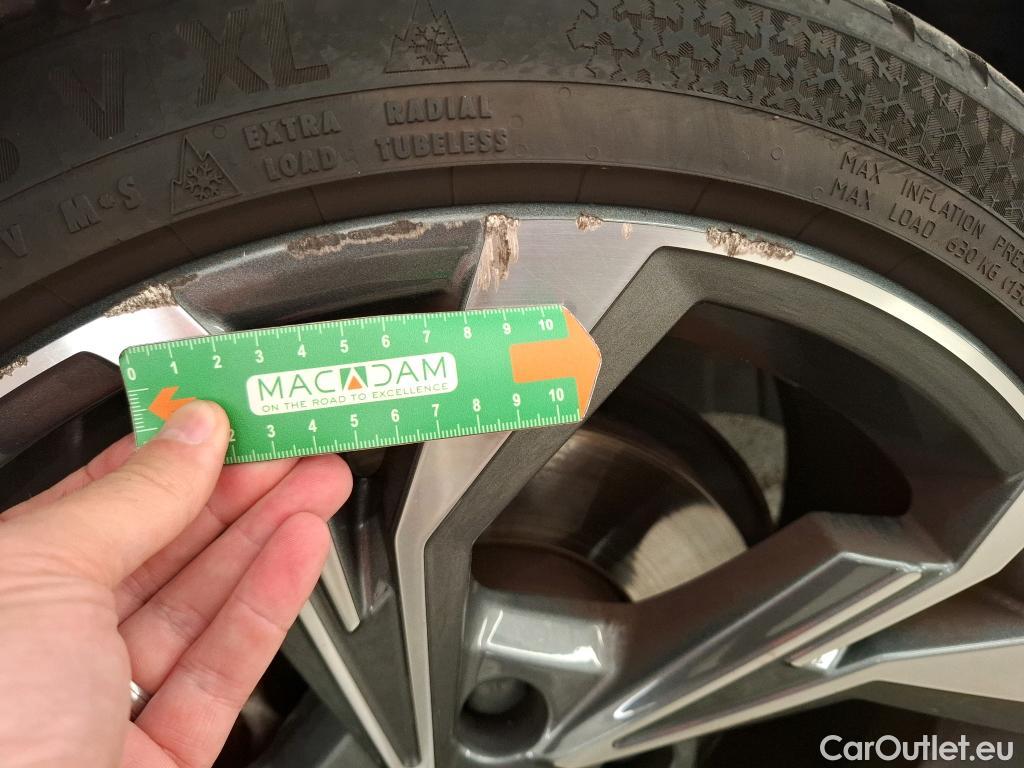 V XL
EXTRA
LOAD
RADIAL
TUBELESS
M•S
MAX INFLATION PRES
MAX LOAD 630 KG (13
0 1 2 3 4 5 6 7 8 9 10
MACADAM
ON THE ROAD TO EXCELLENCE
2 3 4 5 6 7 8 9 10
CarOutlet.eu